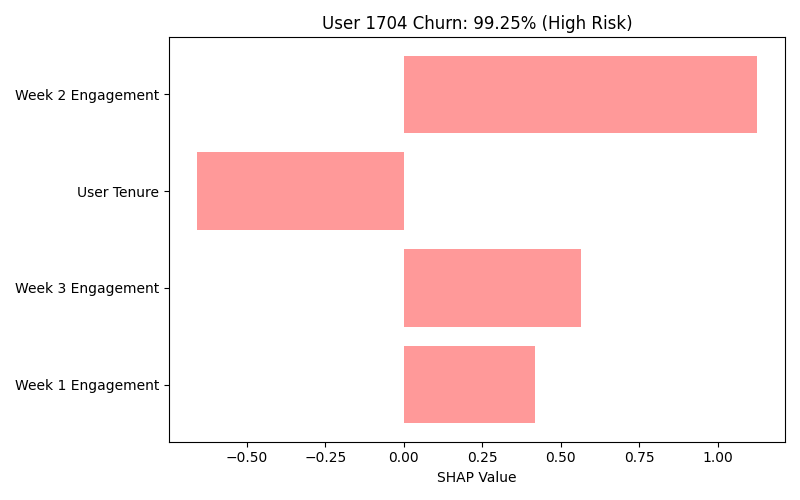 User 1704 Churn: 99.25% (High Risk)
Week 2 Engagement
User Tenure
Week 3 Engagement
Week 1 Engagement
−0.50 −0.25 0.00 0.25 0.50 0.75 1.00
SHAP Value